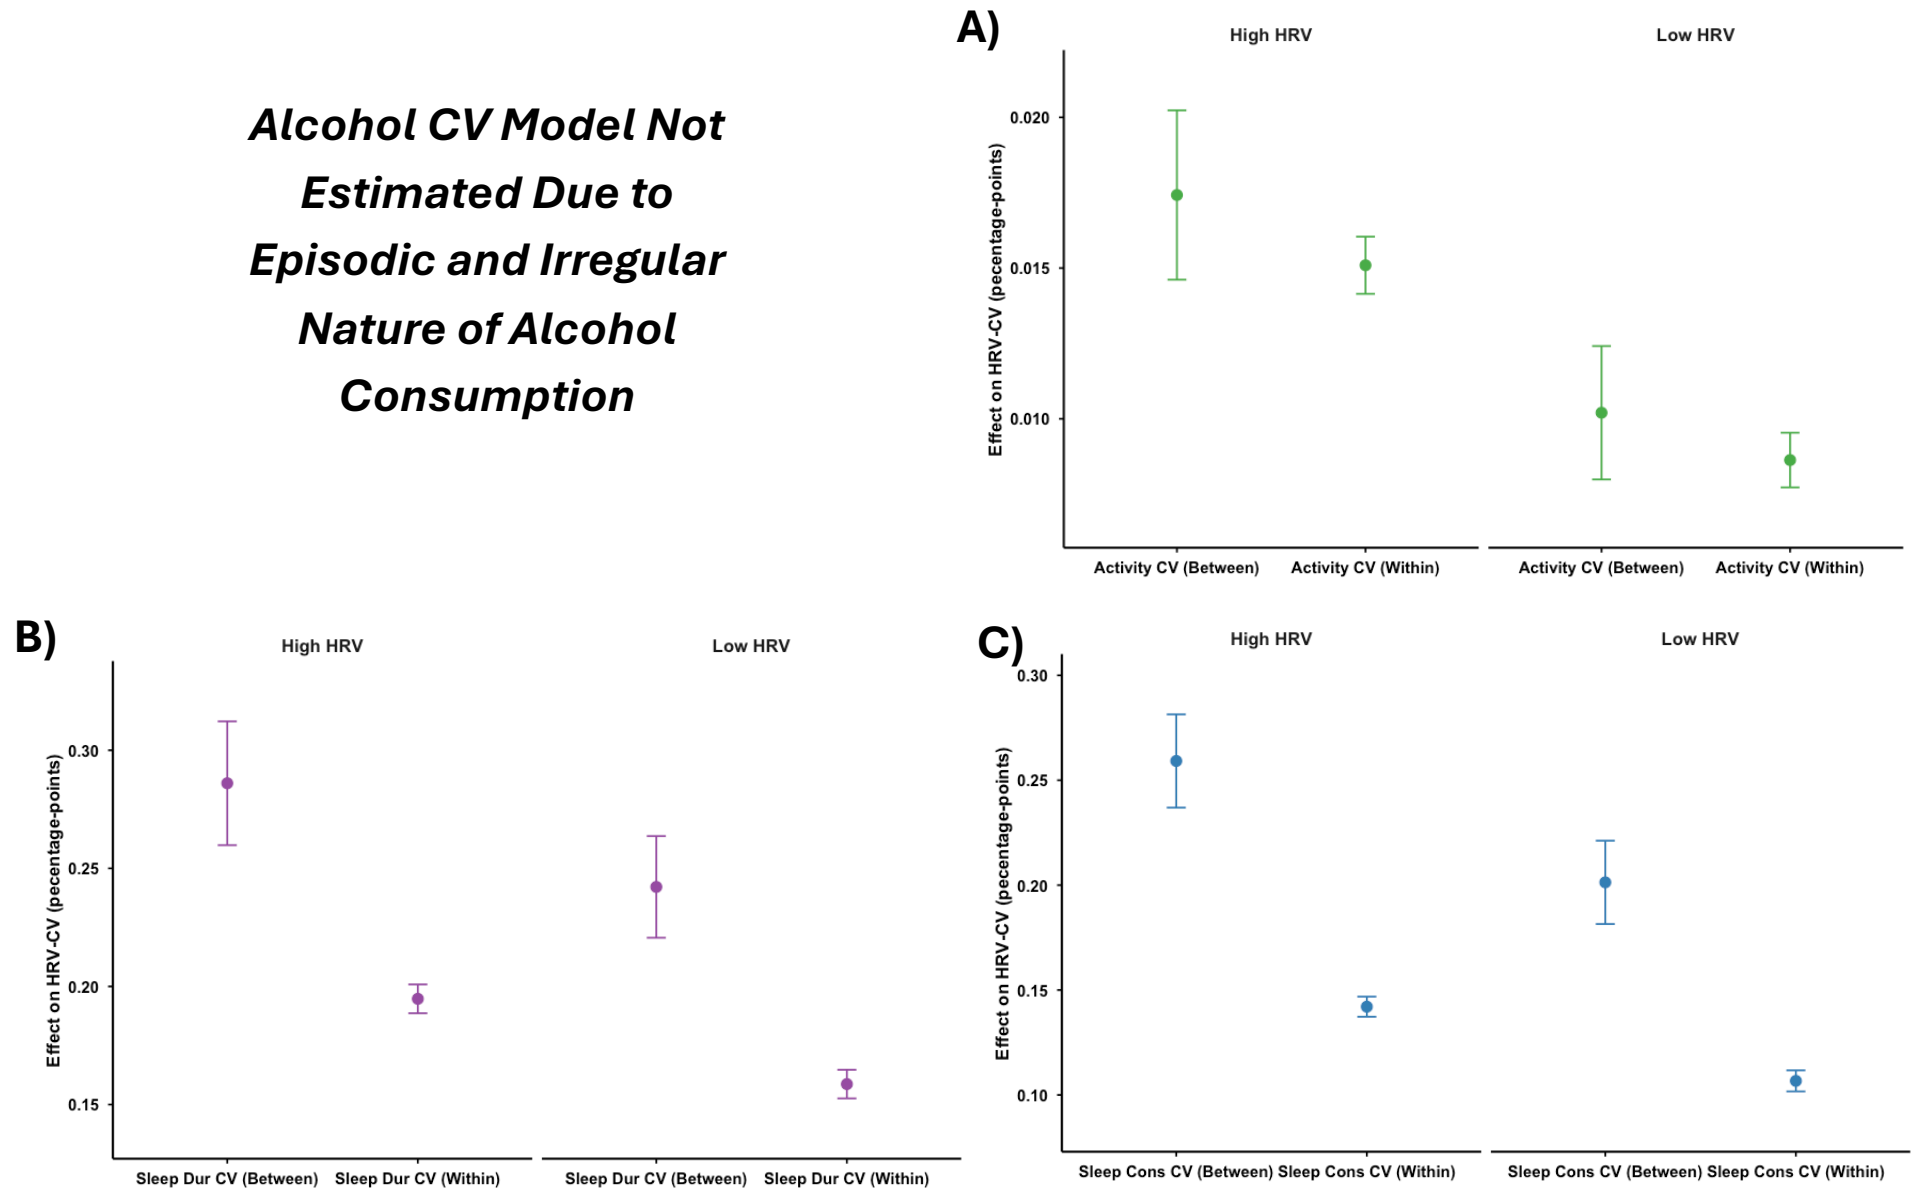 Alcohol CV Model Not
Estimated Due to
Episodic and Irregular
Nature of Alcohol
Consumption
A)
High HRV
Low HRV
Effect on HRV-CV (pecentage-points)
0.020
0.015
0.010
Activity CV (Between)
Activity CV (Within)
Activity CV (Between)
Activity CV (Within)
B)
High HRV
Low HRV
Effect on HRV-CV (pecentage-points)
0.30
0.25
0.20
0.15
Sleep Dur CV (Between)
Sleep Dur CV (Within)
Sleep Dur CV (Between)
Sleep Dur CV (Within)
C)
High HRV
Low HRV
Effect on HRV-CV (pecentage-points)
0.30
0.25
0.20
0.15
0.10
Sleep Cons CV (Between)
Sleep Cons CV (Within)
Sleep Cons CV (Between)
Sleep Cons CV (Within)